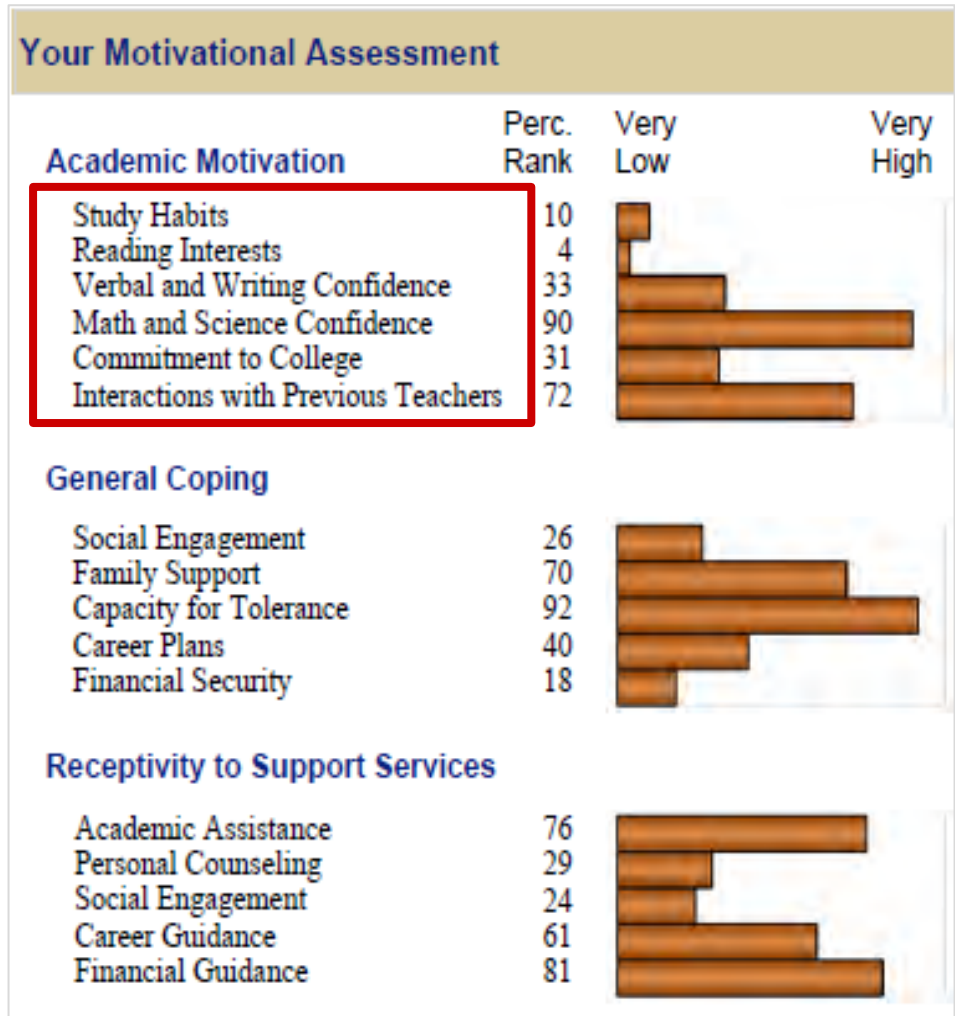 Your Motivational Assessment
Perc. Very Very
Academic Motivation Rank Low High
Study Habits 10
Reading Interests 4
Verbal and Writing Confidence 33
Math and Science Confidence 90
Commitment to College 31
Interactions with Previous Teachers 72
General Coping
Social Engagement 26
Family Support 70
Capacity for Tolerance 92
Career Plans 40
Financial Security 18
Receptivity to Support Services
Academic Assistance 76
Personal Counseling 29
Social Engagement 24
Career Guidance 61
Financial Guidance 81